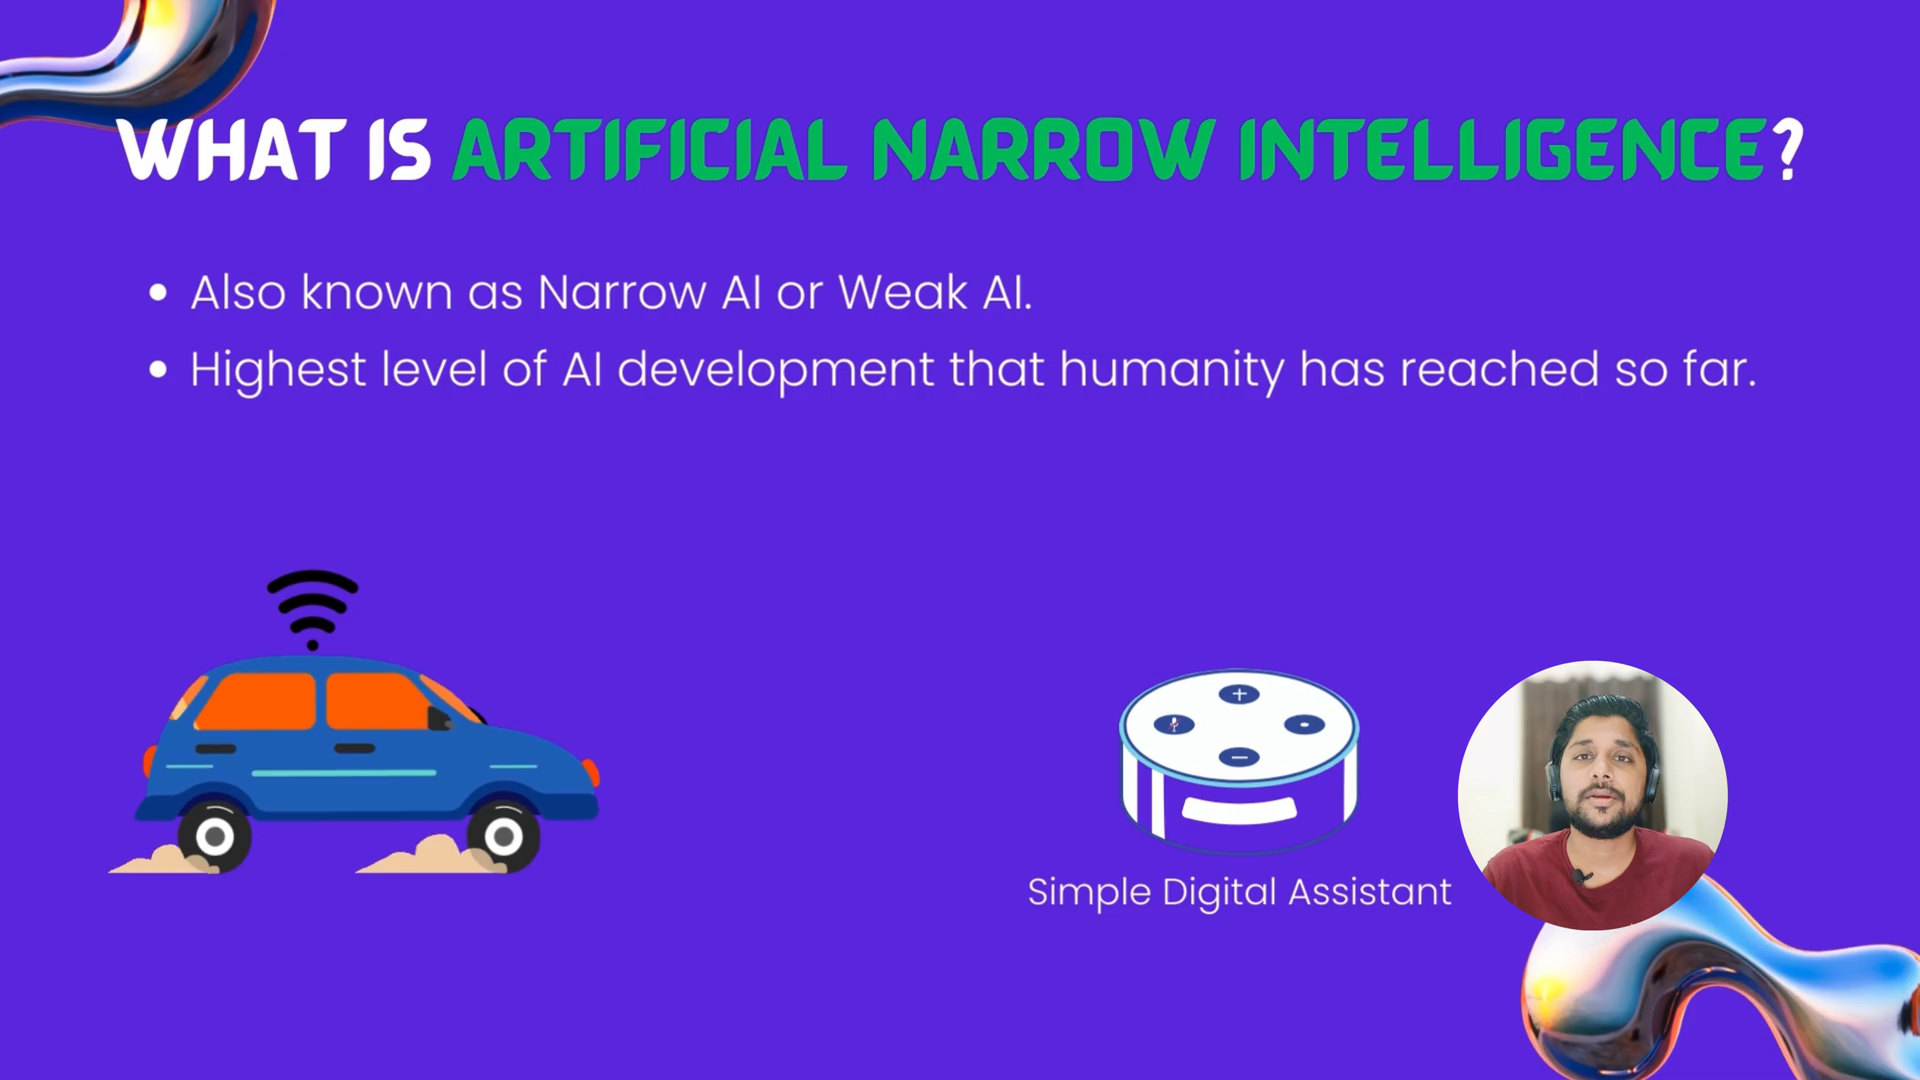 WHAT IS ARTIFICIAL NARROW INTELLIGENCE?
• Also known as Narrow AI or Weak AI.
• Highest level of AI development that humanity has reached so far.
Simple Digital Assistant